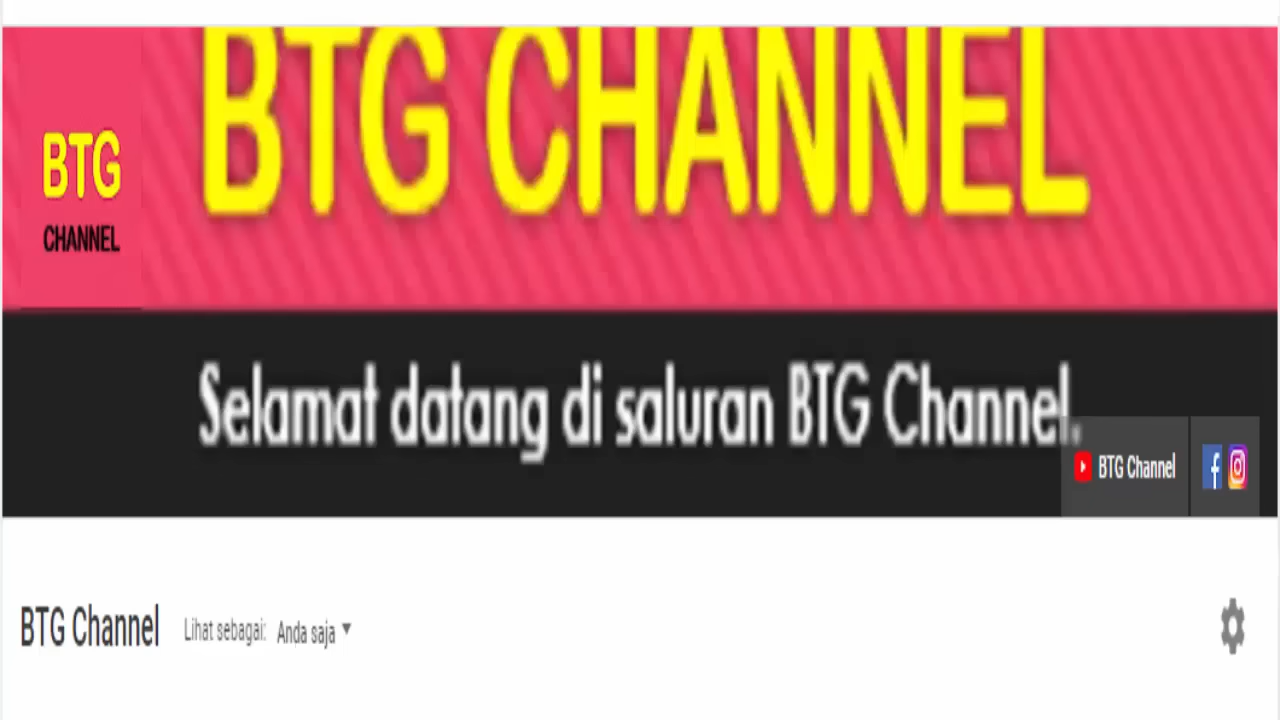 BTG CHANNEL
BTG
CHANNEL
Selamat datang di saluran BTG Channel.
BTG Channel
BTG Channel
Lihat sebagai: Anda saja